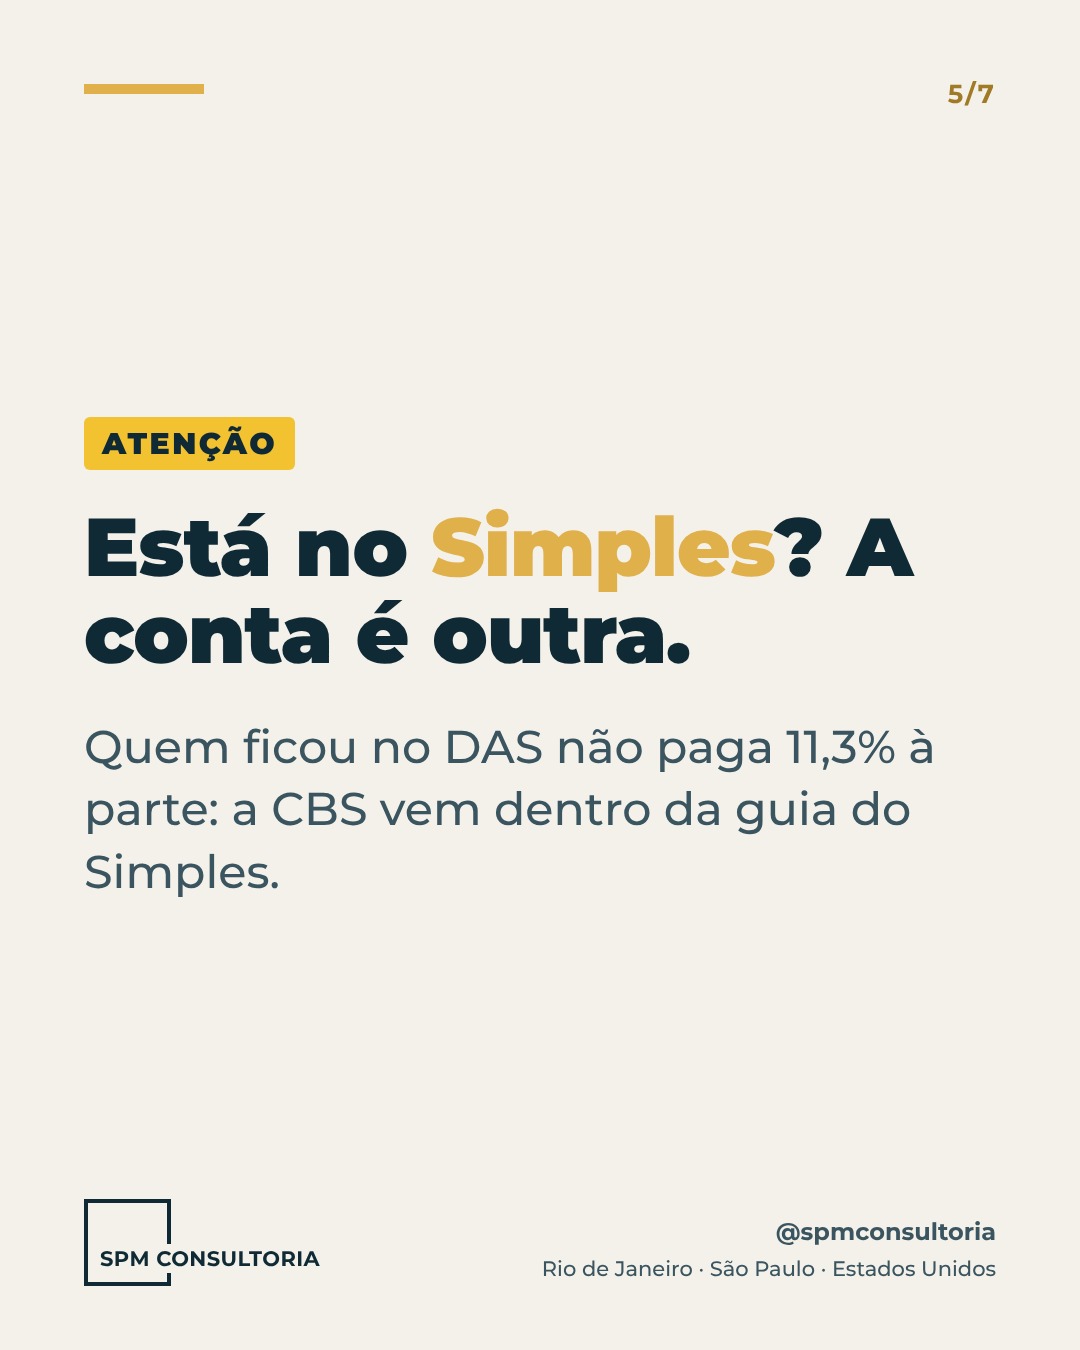 5/7
ATENÇÃO
Está no Simples? A
conta é outra.
Quem ficou no DAS não paga 11,3% à
parte: a CBS vem dentro da guia do
Simples.
SPM CONSULTORIA
@spmconsultoria
Rio de Janeiro · São Paulo · Estados Unidos